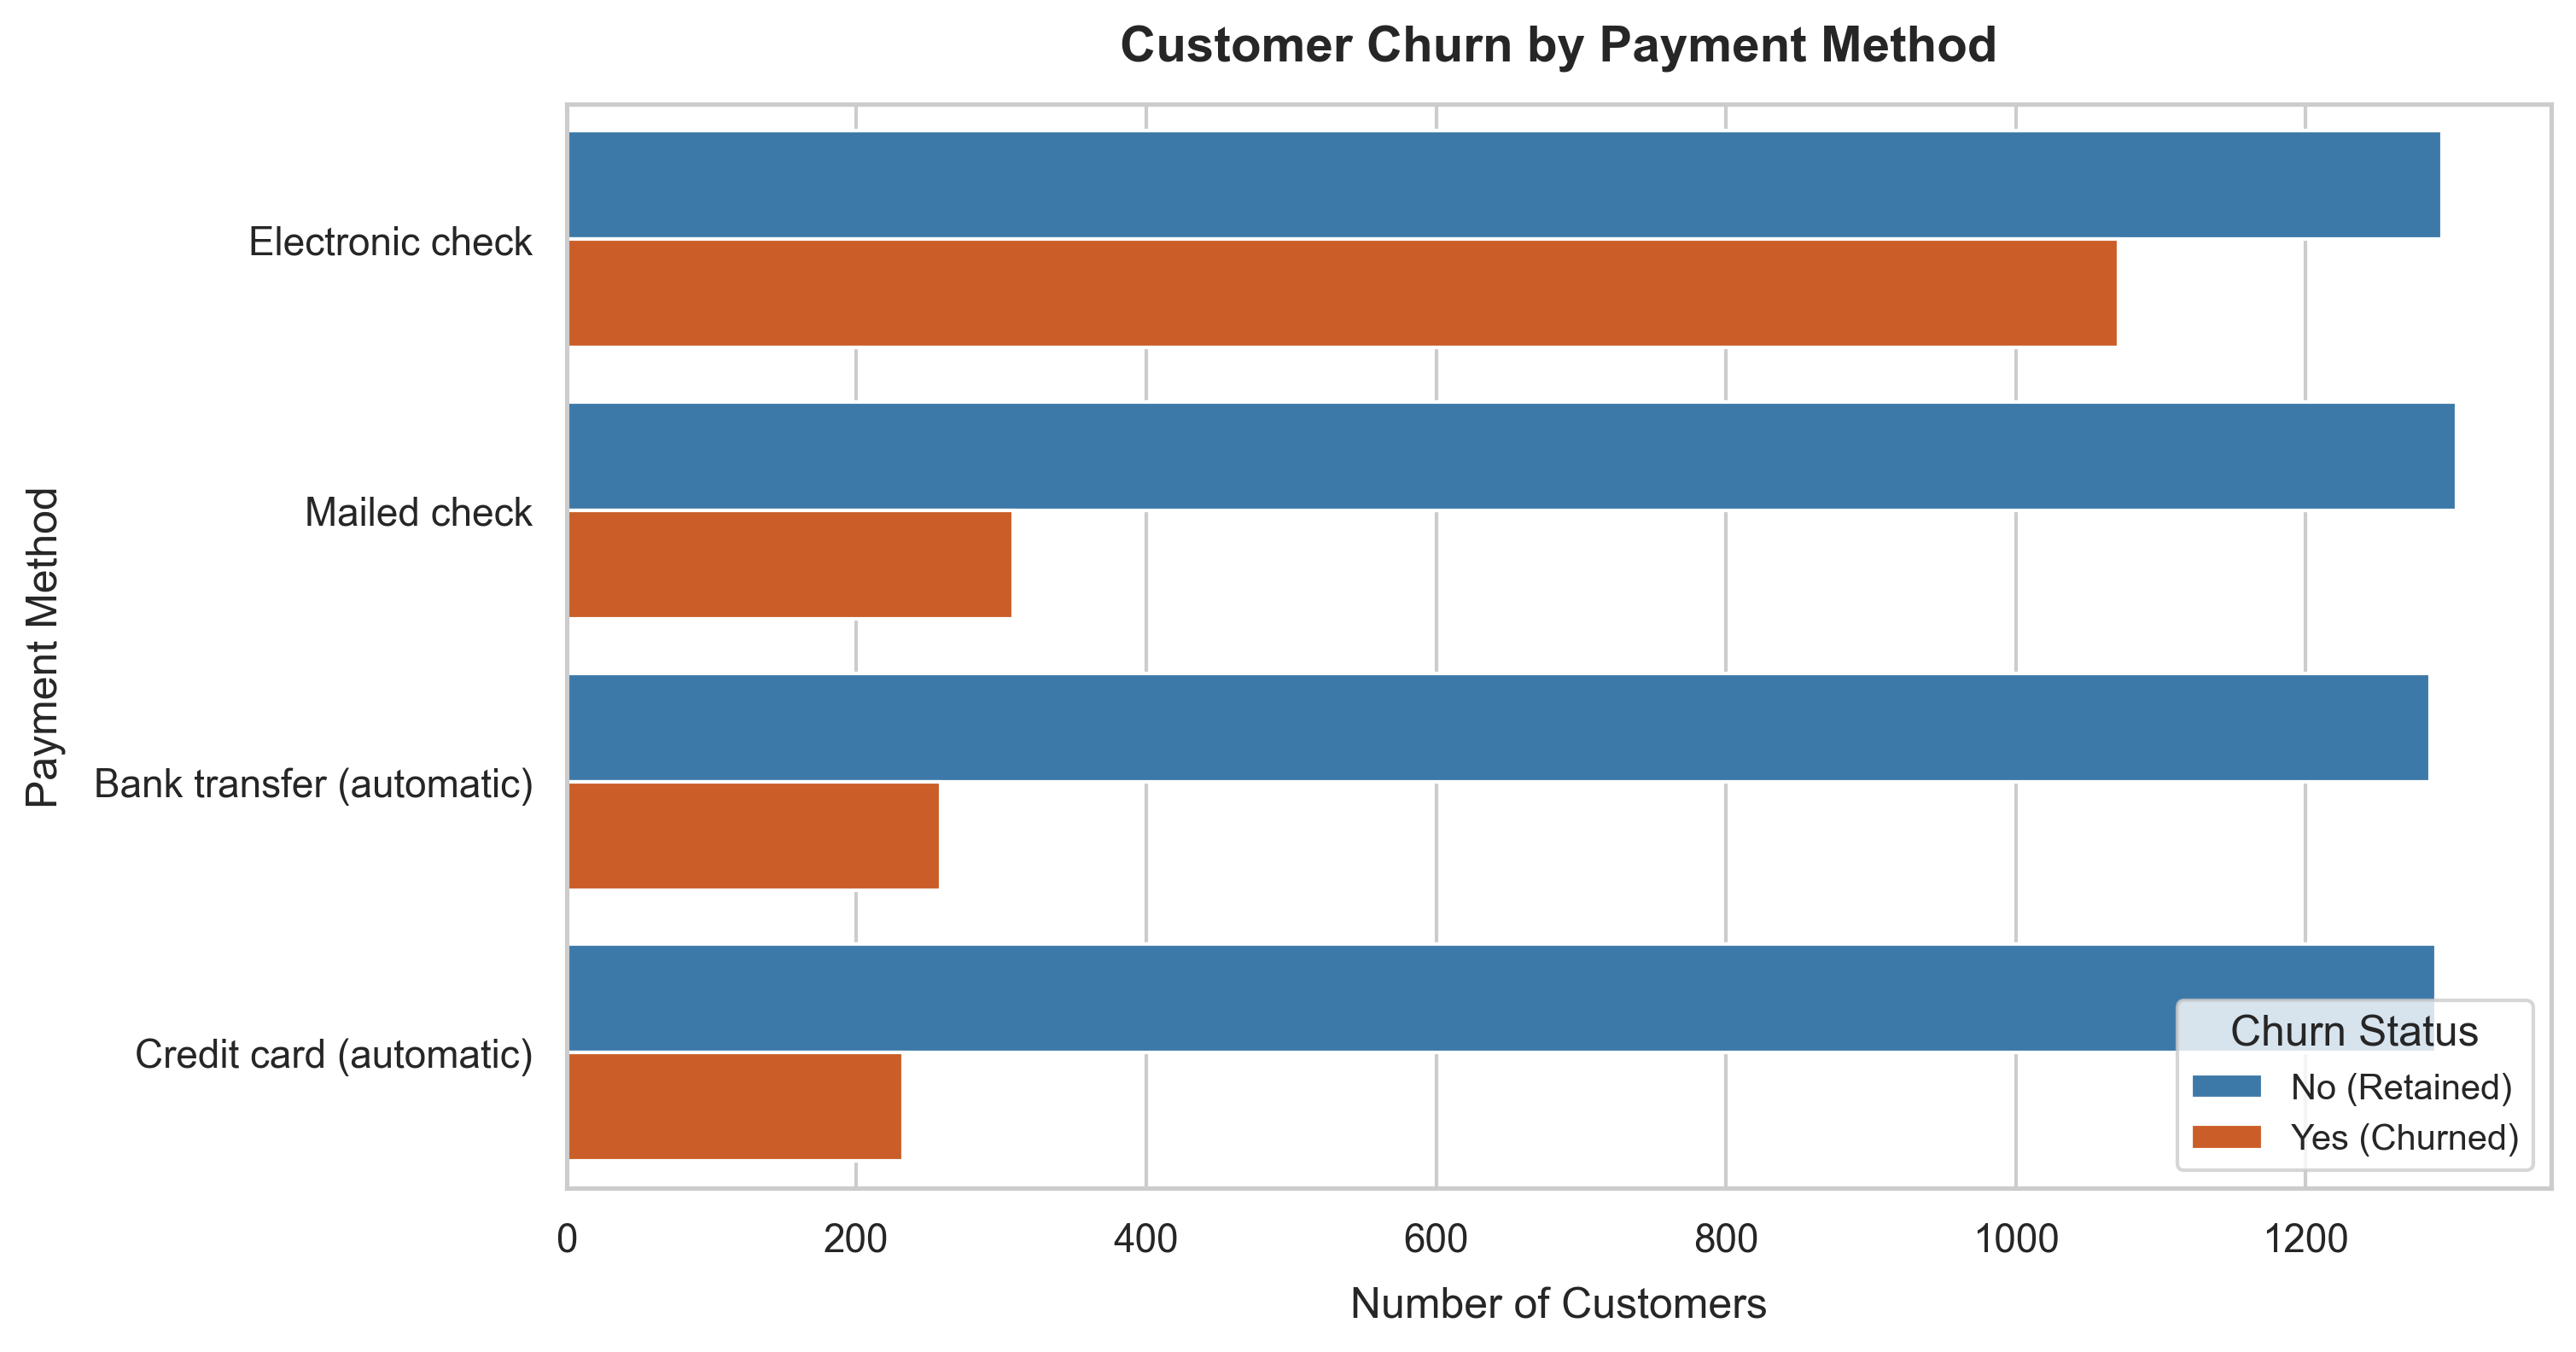 Customer Churn by Payment Method
Payment Method
Electronic check
Mailed check
Bank transfer (automatic)
Credit card (automatic)
Churn Status
No (Retained)
Yes (Churned)
0 200 400 600 800 1000 1200
Number of Customers